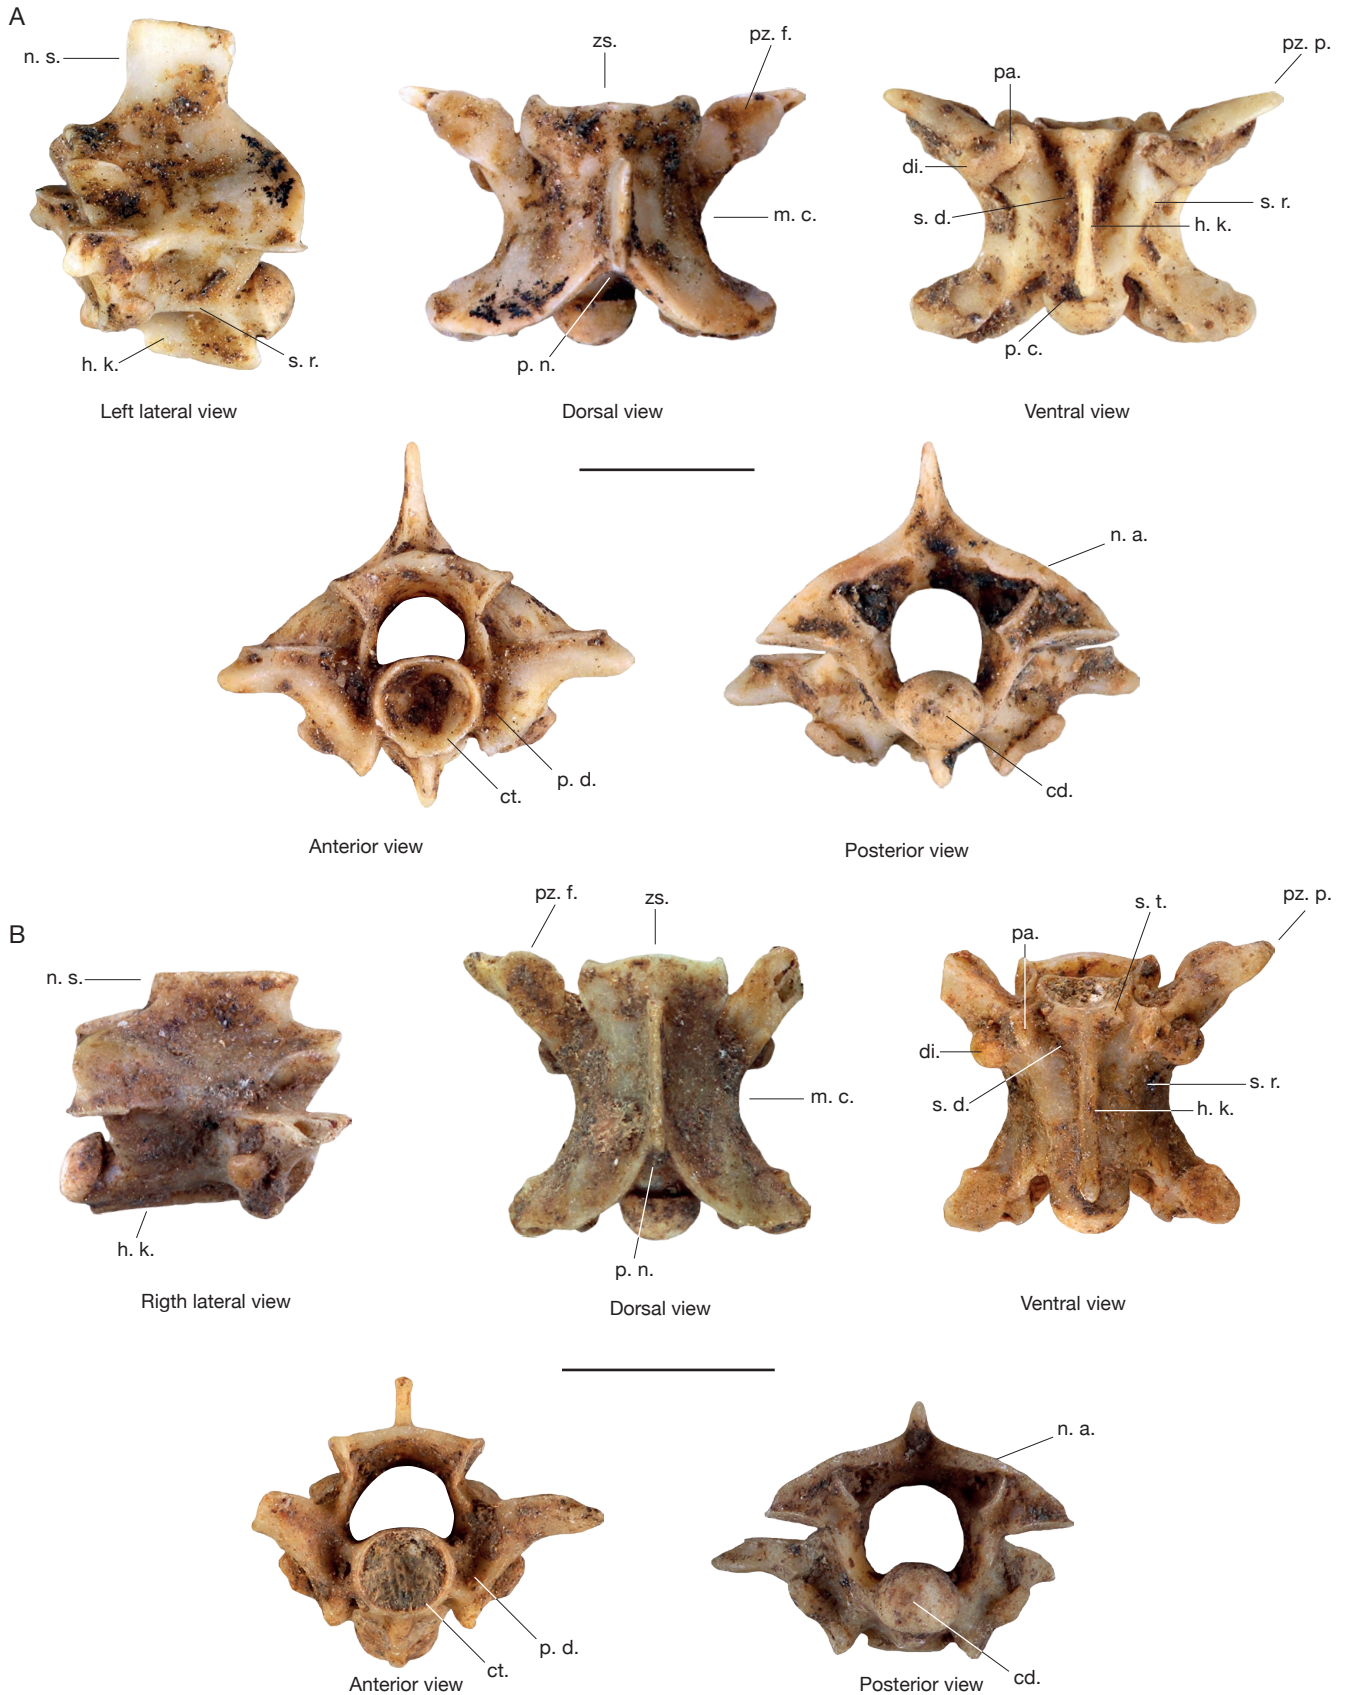 A
n. s.
zs.
pz. f.
pz. p.
pa.
di.
s. d.
m. c.
s. r.
h. k.
h. k.
s. r.
p. n.
p. c.
Left lateral view
Dorsal view
Ventral view
n. a.
p. d.
ct.
cd.
Anterior view
Posterior view
B
pz. f.
zs.
s. t.
pz. p.
n. s.
pa.
di.
s. d.
m. c.
s. r.
h. k.
h. k.
p. n.
Rigth lateral view
Dorsal view
Ventral view
n. a.
p. d.
ct.
cd.
Anterior view
Posterior view